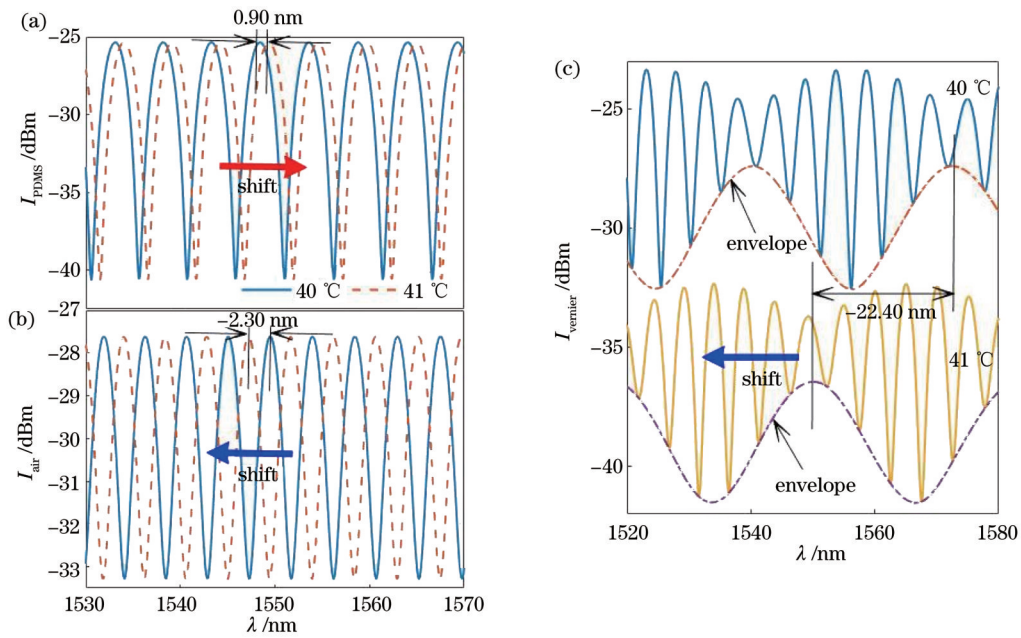 (a)
0.90 nm
-25
-30
-35
-40
I_PDMS /dBm
shift
40 ℃
41 ℃
(b)
-27
-28
-29
-30
-31
-32
-33
I_air /dBm
-2.30 nm
shift
1530
1540
1550
1560
1570
λ /nm
(c)
-25
-30
-35
-40
I_vernier /dBm
40 ℃
envelope
-22.40 nm
41 ℃
shift
envelope
1520
1540
1560
1580
λ /nm